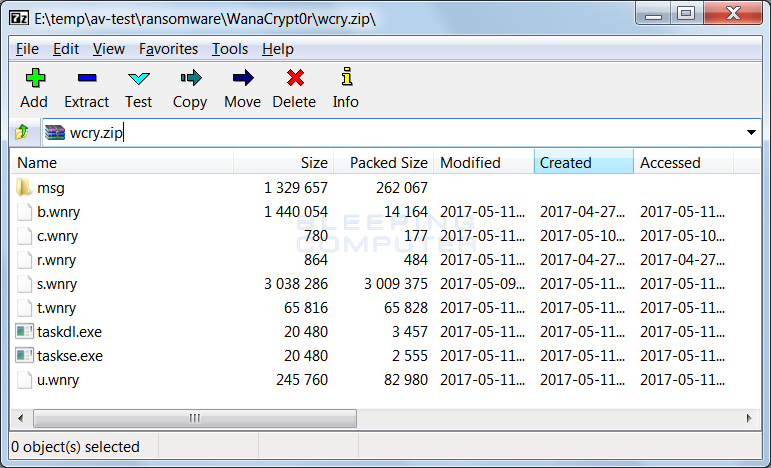 E:\temp\av-test\ransomware\WanaCrypt0r\wcry.zip\
File Edit View Favorites Tools Help
Add Extract Test Copy Move Delete Info
wcry.zip
Name Size Packed Size Modified Created Accessed
msg 1 329 657 262 067
b.wnry 1 440 054 14 164 2017-05-11... 2017-04-27... 2017-05-11...
c.wnry 780 177 2017-05-10... 2017-05-10... 2017-05-10...
r.wnry 864 484 2017-05-11... 2017-04-27... 2017-04-27...
s.wnry 3 038 286 3 009 375 2017-05-09... 2017-05-11... 2017-05-11...
t.wnry 65 816 65 828 2017-05-11... 2017-05-11... 2017-05-11...
taskdl.exe 20 480 3 457 2017-05-11... 2017-05-11... 2017-05-11...
taskse.exe 20 480 2 555 2017-05-11... 2017-05-11... 2017-05-11...
u.wnry 245 760 82 980 2017-05-11... 2017-05-11... 2017-05-11...
BLEEPING
COMPUTER
0 object(s) selected